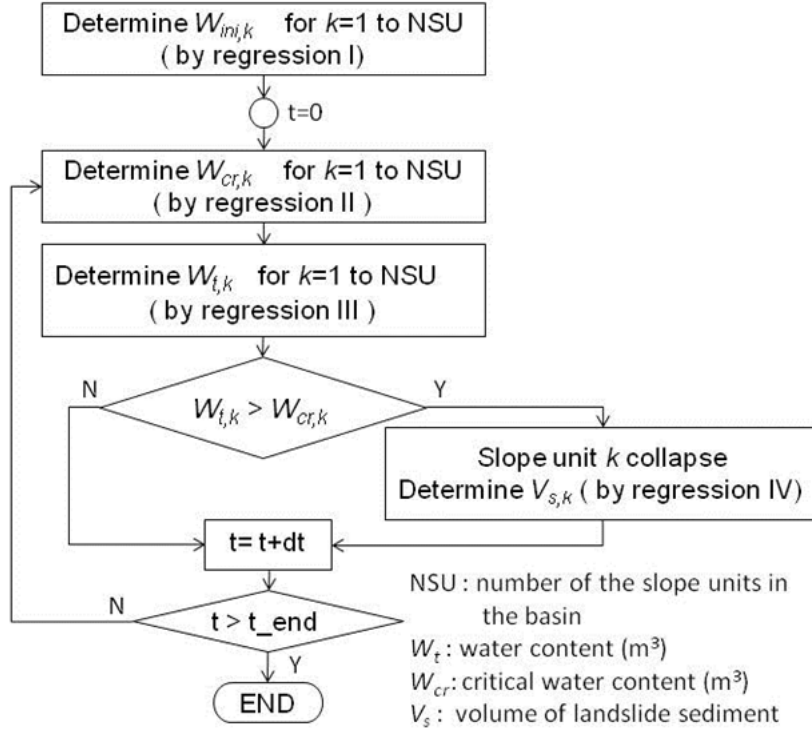 Determine W_ini,k for k=1 to NSU
( by regression I)
t=0
Determine W_cr,k for k=1 to NSU
( by regression II )
Determine W_t,k for k=1 to NSU
(by regression III )
N
Y
W_t,k > W_cr,k
Slope unit k collapse
Determine V_s,k ( by regression IV)
t= t+dt
N
t > t_end
Y
END
NSU : number of the slope units in
the basin
W_t : water content (m³)
W_cr: critical water content (m³)
V_s : volume of landslide sediment